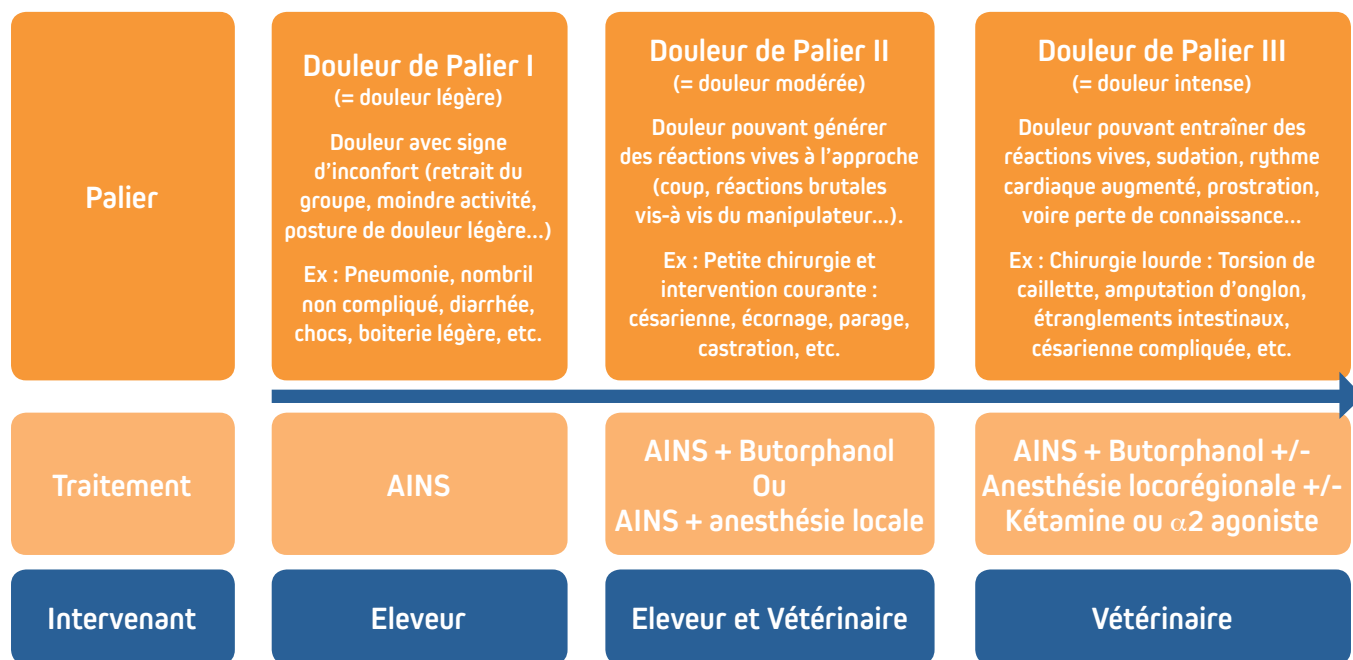 Palier
Douleur de Palier I
(= douleur légère)
Douleur avec signe
d'inconfort (retrait du
groupe, moindre activité,
posture de douleur légère...)
Ex : Pneumonie, nombril
non compliqué, diarrhée,
chocs, boiterie légère, etc.
Douleur de Palier II
(= douleur modérée)
Douleur pouvant générer
des réactions vives à l'approche
(coup, réactions brutales
vis-à vis du manipulateur...).
Ex : Petite chirurgie et
intervention courante :
césarienne, écornage, parage,
castration, etc.
Douleur de Palier III
(= douleur intense)
Douleur pouvant entraîner des
réactions vives, sudation, rythme
cardiaque augmenté, prostration,
voire perte de connaissance...
Ex : Chirurgie lourde : Torsion de
caillette, amputation d'onglon,
étranglements intestinaux,
césarienne compliquée, etc.
Traitement
AINS
AINS + Butorphanol
Ou
AINS + anesthésie locale
AINS + Butorphanol +/-
Anesthésie locorégionale +/-
Kétamine ou α2 agoniste
Intervenant
Eleveur
Eleveur et Vétérinaire
Vétérinaire